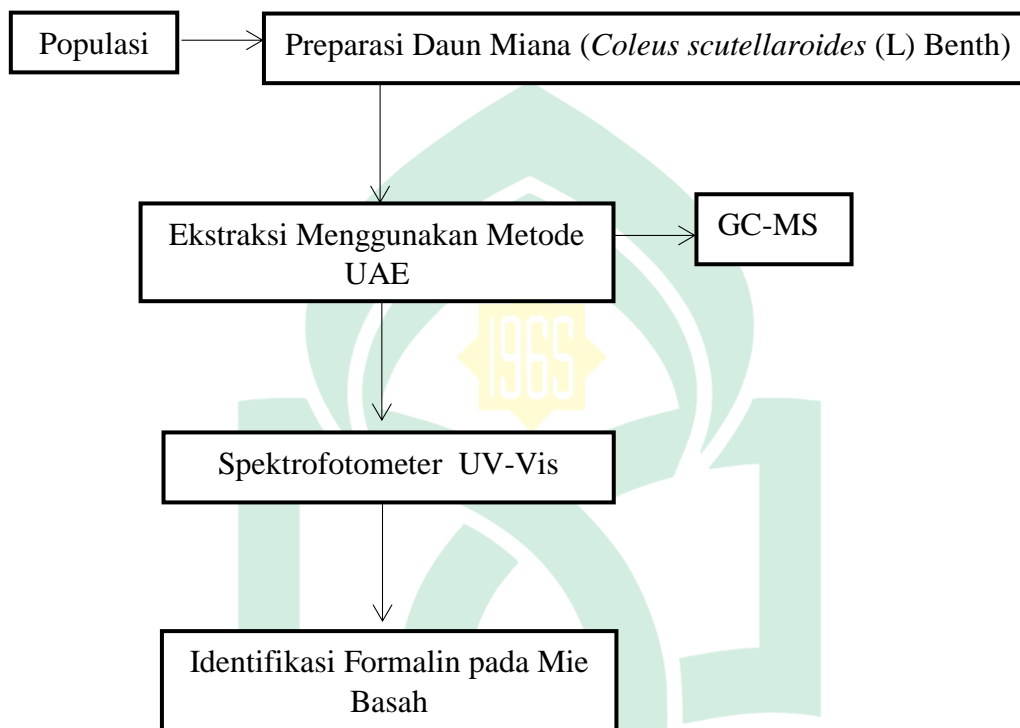 Populasi
Preparasi Daun Miana (Coleus scutellaroides (L) Benth)
Ekstraksi Menggunakan Metode
UAE
GC-MS
1965
Spektrofotometer UV-Vis
Identifikasi Formalin pada Mie
Basah